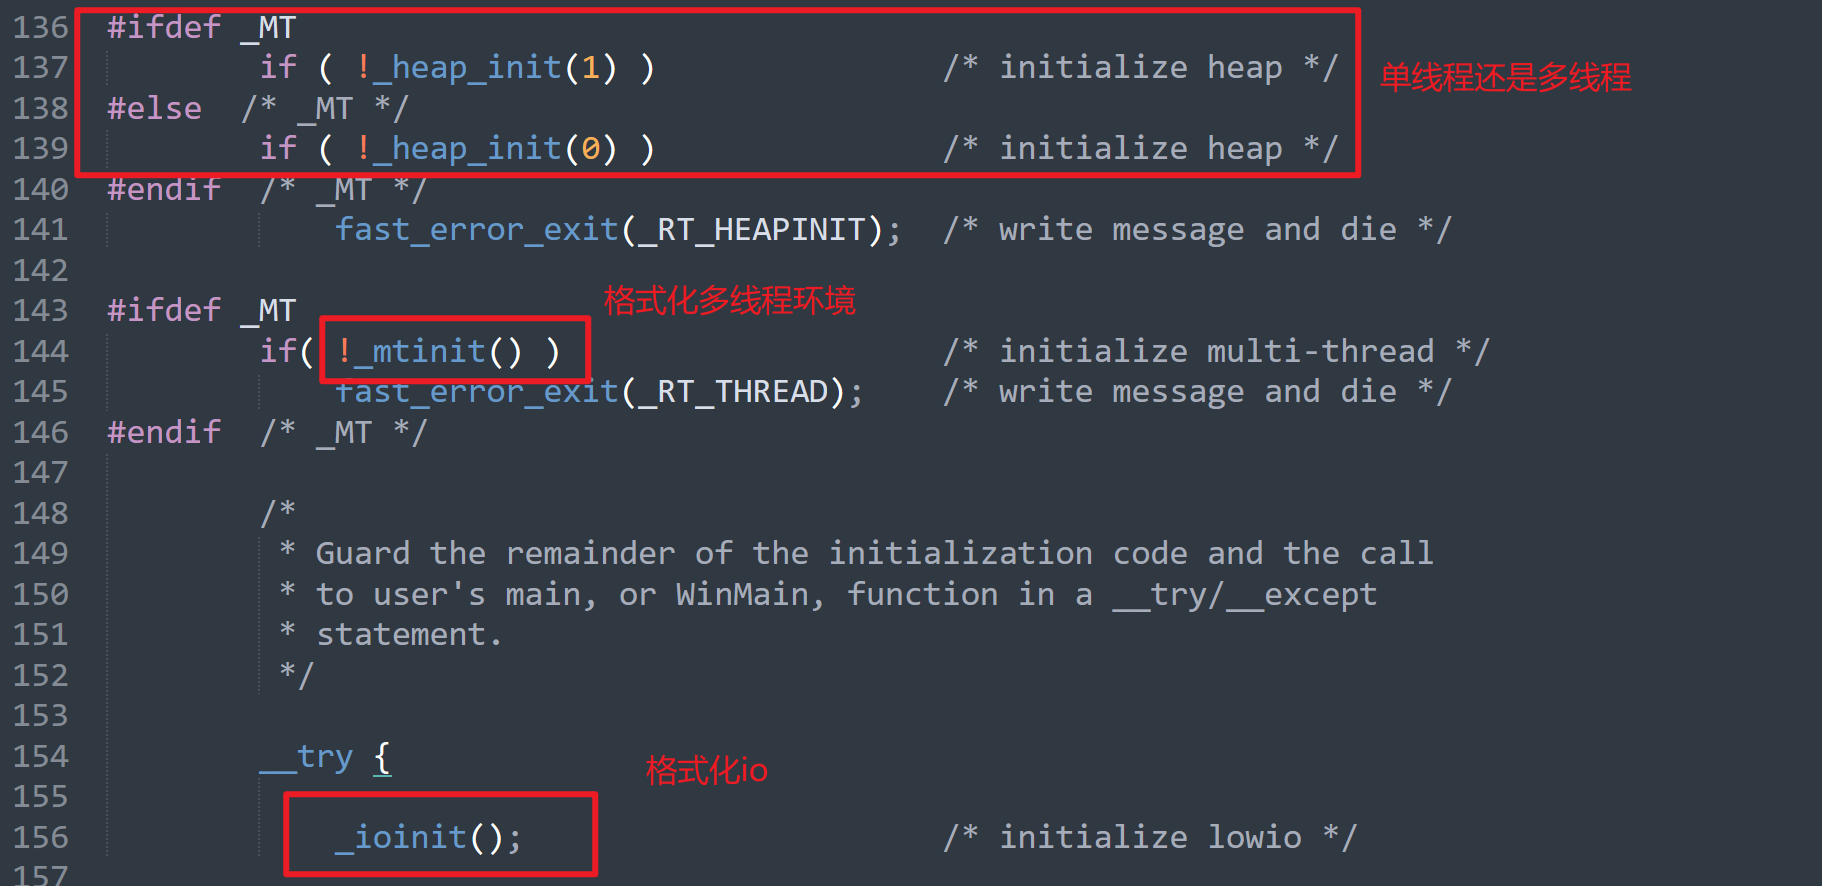 136 #ifdef _MT
137 if ( !_heap_init(1) ) /* initialize heap */ 单线程还是多线程
138 #else /* _MT */
139 if ( !_heap_init(0) ) /* initialize heap */
140 #endif /* _MT */
141 fast_error_exit(_RT_HEAPINIT); /* write message and die */
142
格式化多线程环境
143 #ifdef _MT
144 if( !_mtinit() ) /* initialize multi-thread */
145 fast_error_exit(_RT_THREAD); /* write message and die */
146 #endif /* _MT */
147
148 /*
149 * Guard the remainder of the initialization code and the call
150 * to user's main, or WinMain, function in a __try/__except
151 * statement.
152 */
153
154 __try {
格式化io
155
156 _ioinit(); /* initialize lowio */
157